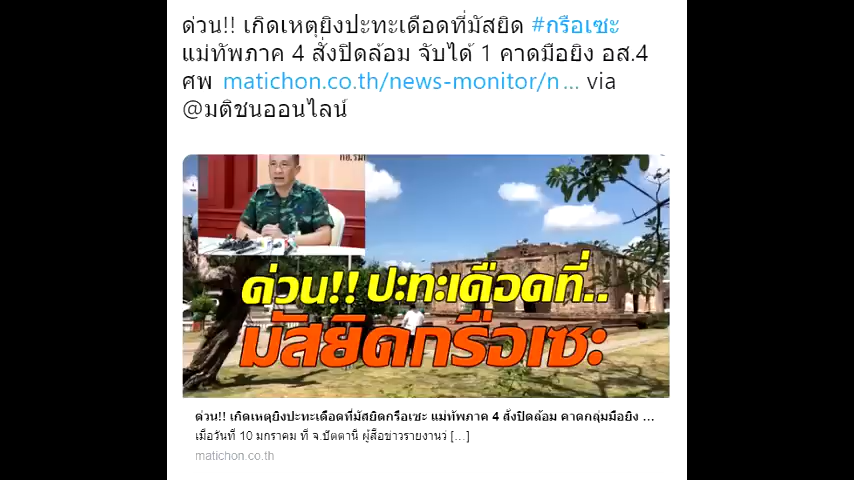 ด่วน!! เกิดเหตุยิงปะทะเดือดที่มัสยิด #กรือเซะ
แม่ทัพภาค 4 สั่งปิดล้อม จับได้ 1 คาดมือยิง อส.4
ศพ matichon.co.th/news-monitor/n… via
@มติชนออนไลน์
กอ.รมน
ด่วน!! ปะทะเดือดที่..
มัสยิดกรือเซะ
ด่วน!! เกิดเหตุยิงปะทะเดือดที่มัสยิดกรือเซะ แม่ทัพภาค 4 สั่งปิดล้อม คาดกลุ่มมือยิง …
เมื่อวันที่ 10 มกราคม ที่ จ.ปัตตานี ผู้สื่อข่าวรายงานว่ […]
matichon.co.th